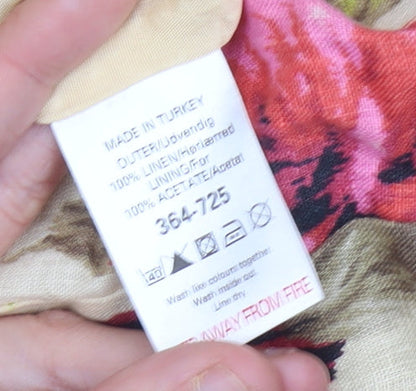 MADE IN TURKEY
OUTER/Udvendig
100% LINEN/Hørlærred
LINING/For
100% ACETATE/Acetat
364-725
40
Wash like colours together
Wash inside out
Line dry
AWAY FROM FIRE